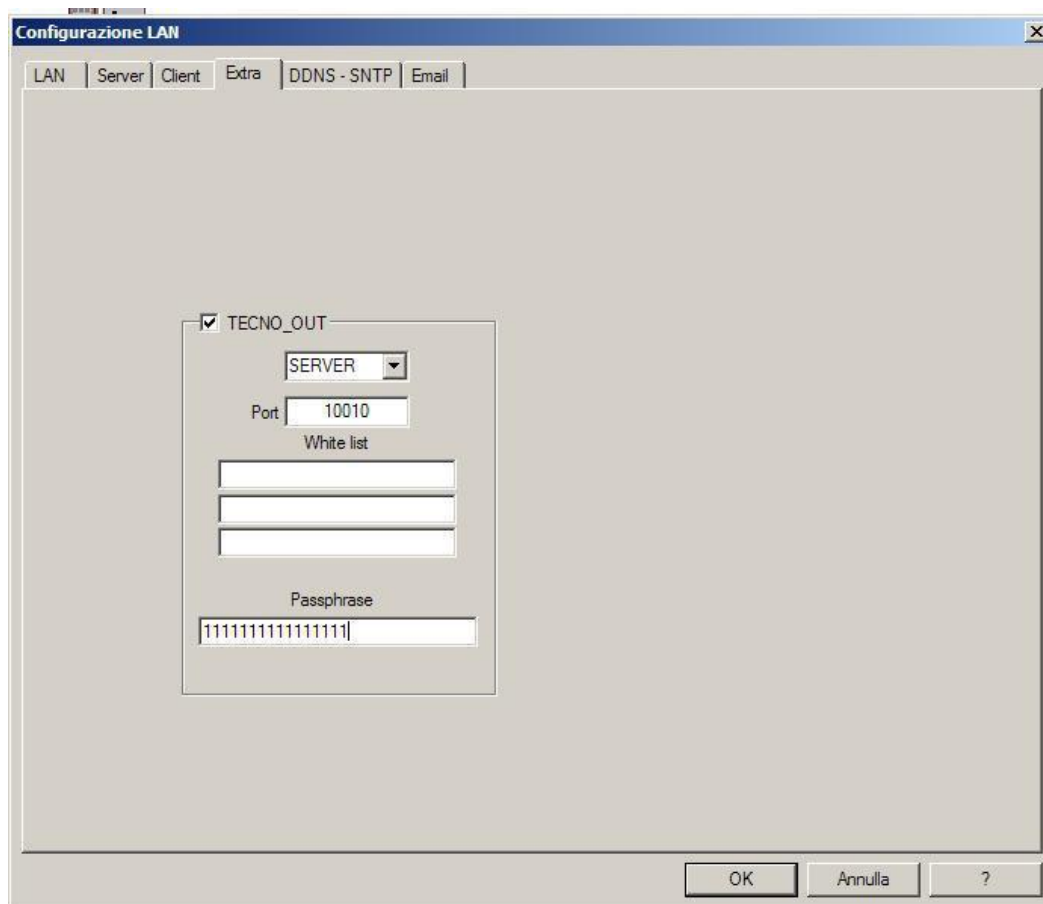 Configurazione LAN
LAN Server Client Extra DDNS - SNTP Email
TECNO_OUT
SERVER
Port 10010
White list
Passphrase
1111111111111111
OK Annulla ?